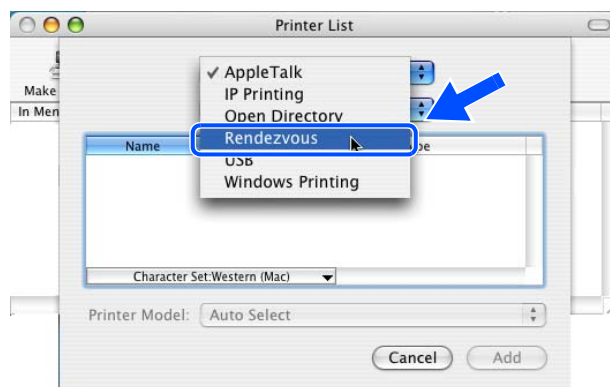 Printer List
✓ AppleTalk
IP Printing
Open Directory
Rendezvous
USB
Windows Printing
Make
In Men
Name
Character Set:Western (Mac)
Printer Model: Auto Select
Cancel Add